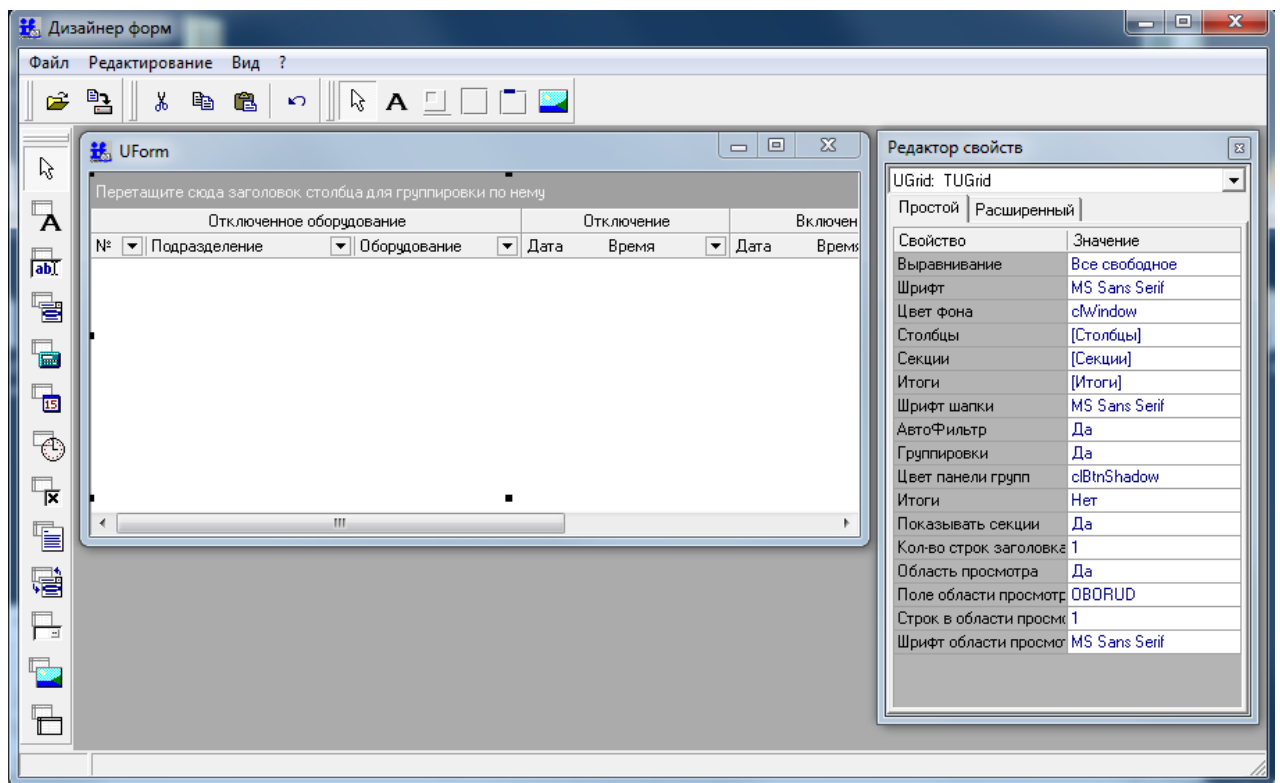 Дизайнер форм
Файл Редактирование Вид ?
A
UForm
Перетащите сюда заголовок столбца для группировки по нему
Отключенное оборудование Отключение Включен
№ Подразделение Оборудование Дата Время Дата Время
A
ab
15
Редактор свойств
UGrid: TUGrid
Простой Расширенный
Свойство Значение
Выравнивание Все свободное
Шрифт MS Sans Serif
Цвет фона clWindow
Столбцы [Столбцы]
Секции [Секции]
Итоги [Итоги]
Шрифт шапки MS Sans Serif
АвтоФильтр Да
Группировки Да
Цвет панели групп clBtnShadow
Итоги Нет
Показывать секции Да
Кол-во строк заголовка 1
Область просмотра Да
Поле области просмотр OBORUD
Строк в области просмо 1
Шрифт области просмот MS Sans Serif